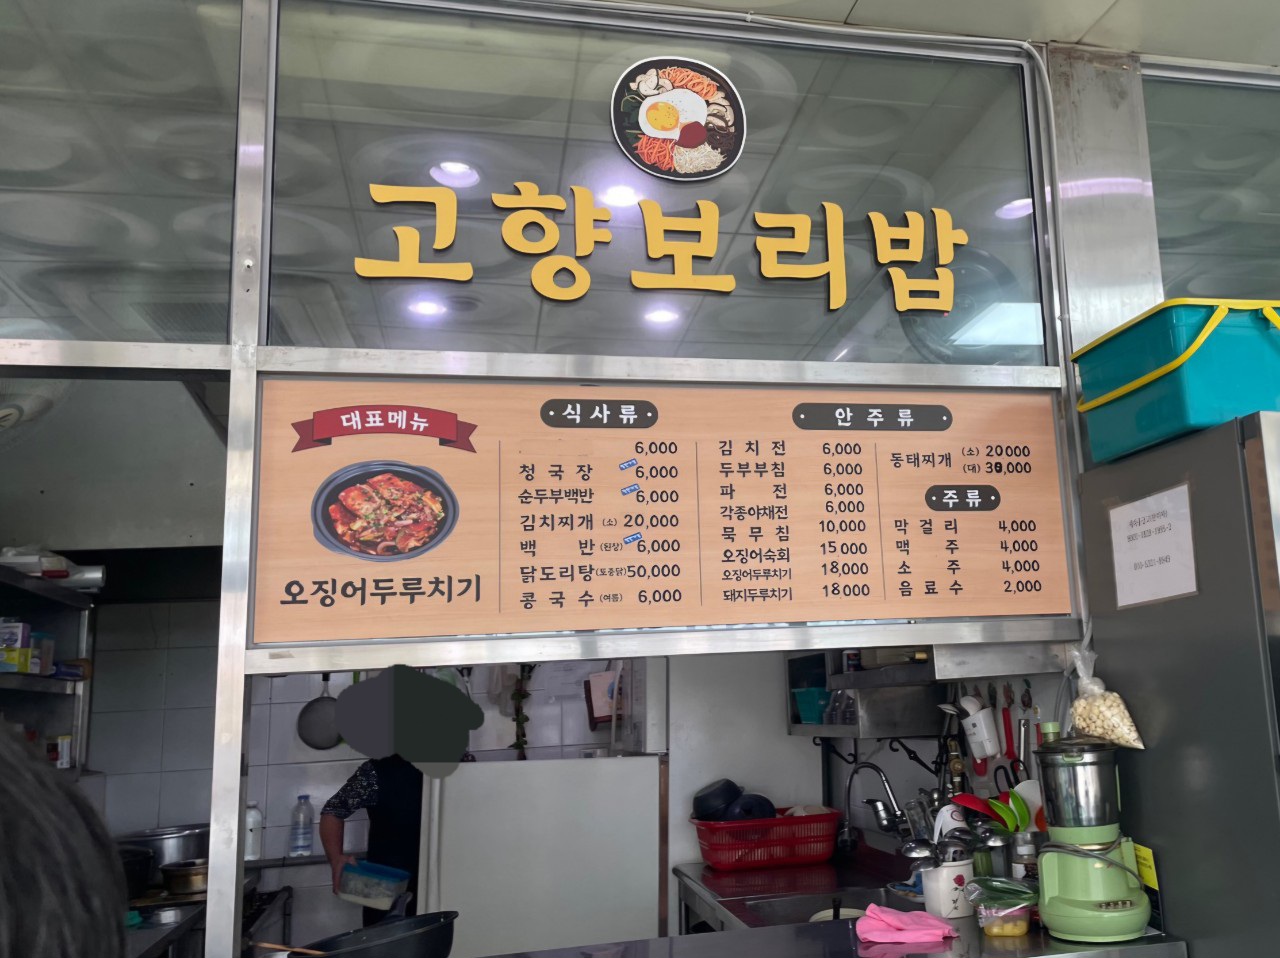 고향보리밥
대표메뉴
오징어두루치기
식사류
6,000
청국장 6,000
순두부백반 6,000
김치찌개 (소) 20,000
백반 (된장) 6,000
닭도리탕 (토종닭) 50,000
콩국수 (여름) 6,000
안주류
김치전 6,000
두부부침 6,000
파전 6,000
각종야채전 6,000
묵무침 10,000
오징어숙회 15,000
오징어두루치기 18,000
돼지두루치기 18,000
동태찌개 (소) 20000
(대)
주류
막걸리 4,000
맥주 4,000
소주 4,000
음료수 2,000